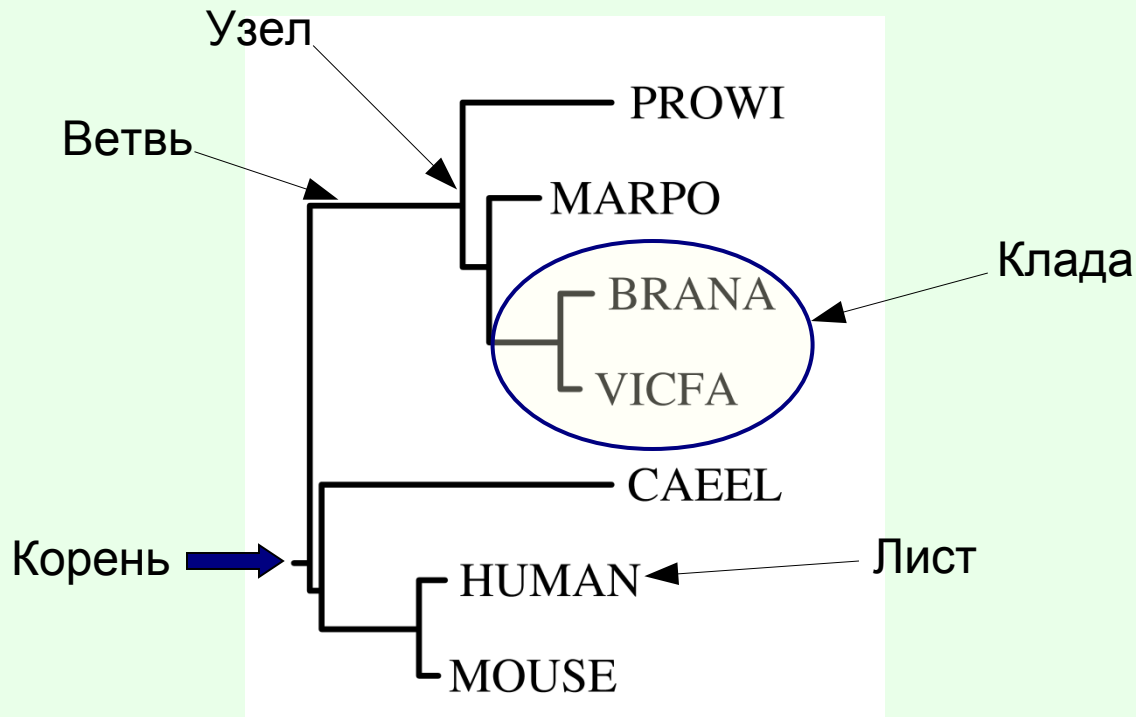 Узел
PROWI
Ветвь
MARPO
Клада
BRANA
VICFA
CAEEL
Корень
HUMAN
Лист
MOUSE